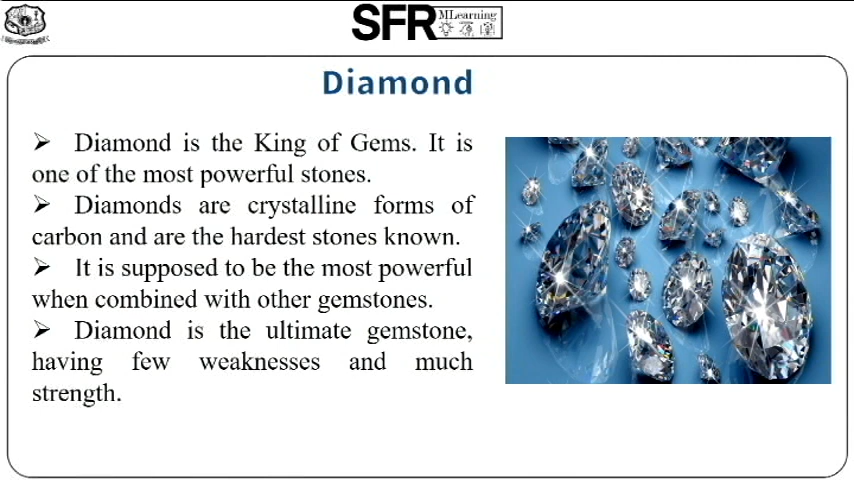 SFR MLearning
Diamond
➢ Diamond is the King of Gems. It is
one of the most powerful stones.
➢ Diamonds are crystalline forms of
carbon and are the hardest stones known.
➢ It is supposed to be the most powerful
when combined with other gemstones.
➢ Diamond is the ultimate gemstone,
having few weaknesses and much
strength.